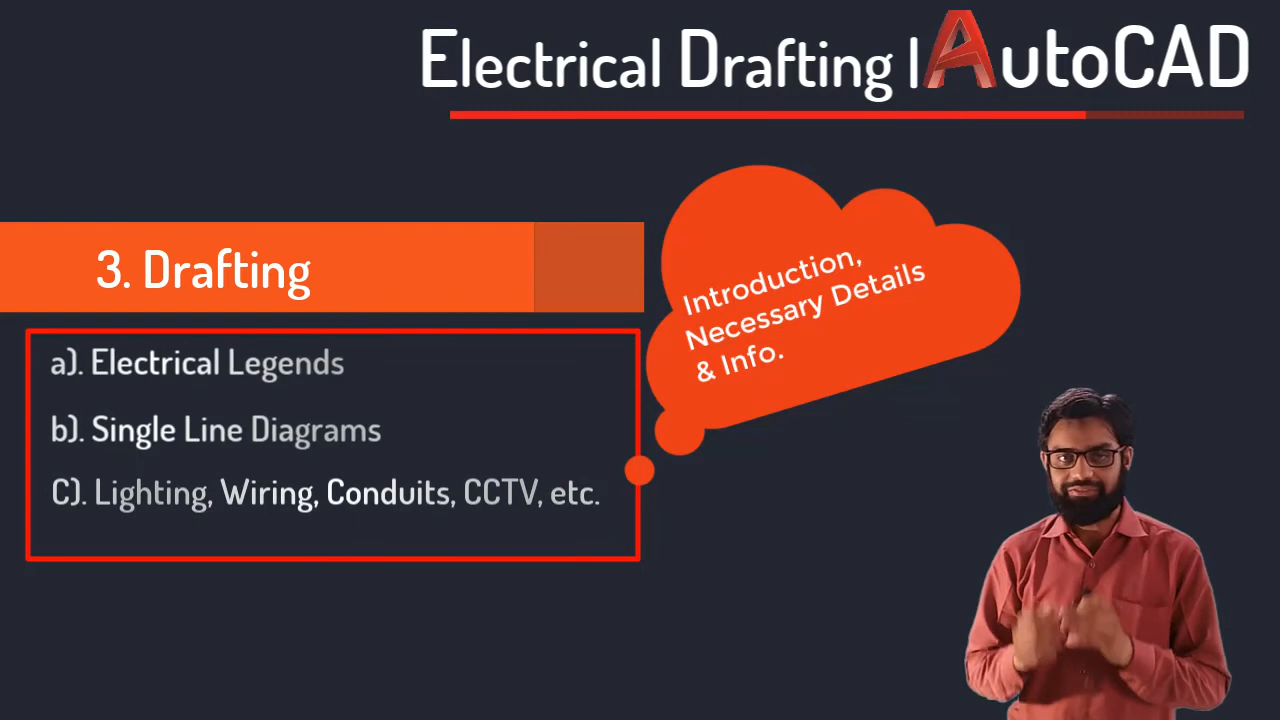 Electrical Drafting | AutoCAD
3. Drafting
Introduction,
Necessary Details
& Info.
a). Electrical Legends
b). Single Line Diagrams
C). Lighting, Wiring, Conduits, CCTV, etc.